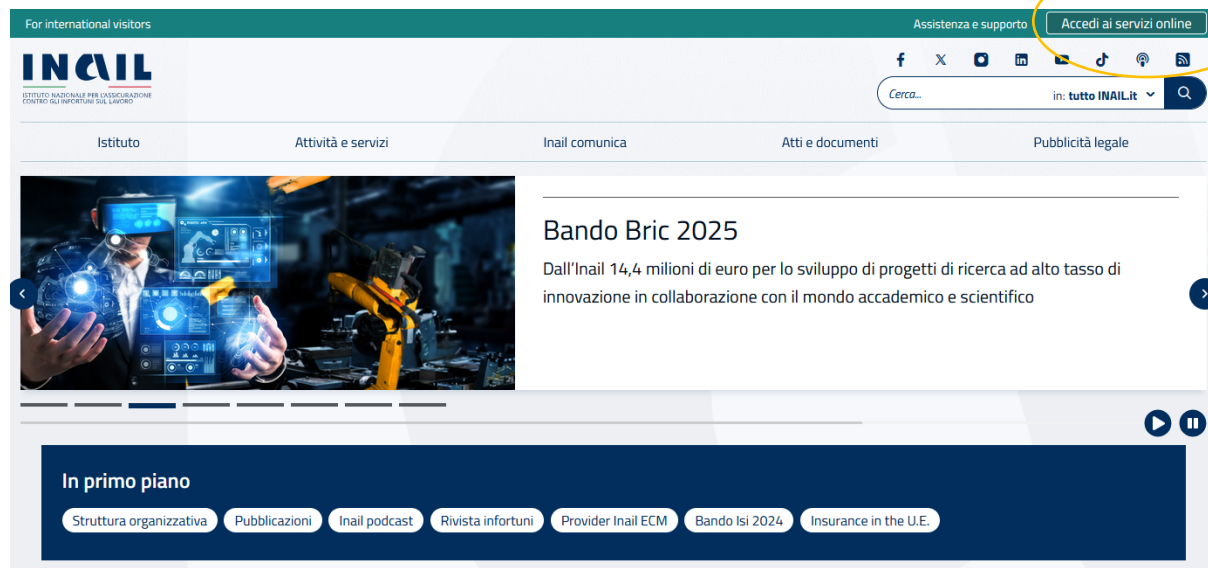 For international visitors
Assistenza e supporto
Accedi ai servizi online
INAIL
ISTITUTO NAZIONALE PER L'ASSICURAZIONE
CONTRO GLI INFORTUNI SUL LAVORO
Cerca...
in: tutto INAIL.it
Istituto
Attività e servizi
Inail comunica
Atti e documenti
Pubblicità legale
Bando Bric 2025
Dall'Inail 14,4 milioni di euro per lo sviluppo di progetti di ricerca ad alto tasso di
innovazione in collaborazione con il mondo accademico e scientifico
In primo piano
Struttura organizzativa
Pubblicazioni
Inail podcast
Rivista infortuni
Provider Inail ECM
Bando Isi 2024
Insurance in the U.E.